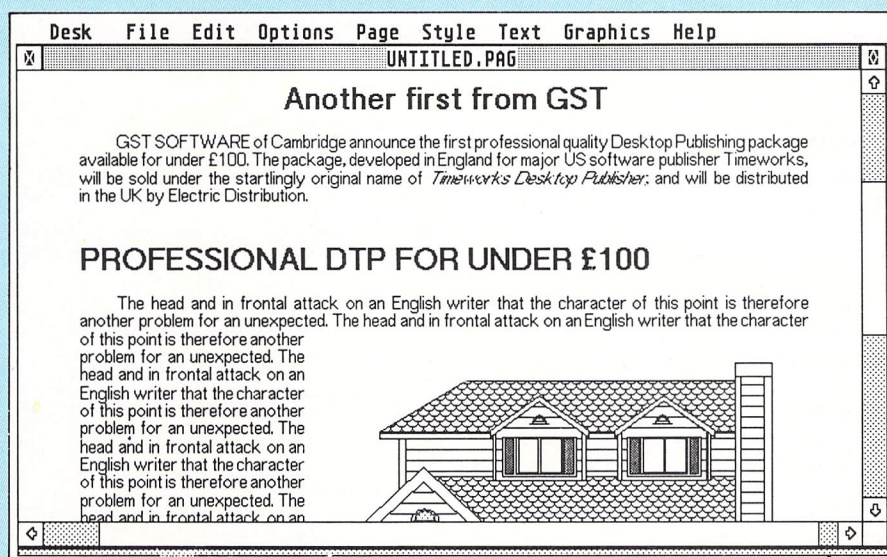 Desk File Edit Options Page Style Text Graphics Help
UNTITLED.PAG
Another first from GST
GST SOFTWARE of Cambridge announce the first professional quality Desktop Publishing package
available for under £100. The package, developed in England for major US software publisher Timeworks,
will be sold under the startlingly original name of Timeworks Desktop Publisher, and will be distributed
in the UK by Electric Distribution.
PROFESSIONAL DTP FOR UNDER £100
The head and in frontal attack on an English writer that the character of this point is therefore
another problem for an unexpected. The head and in frontal attack on an English writer that the character
of this point is therefore another
problem for an unexpected. The
head and in frontal attack on an
English writer that the character
of this point is therefore another
problem for an unexpected. The
head and in frontal attack on an
English writer that the character
of this point is therefore another
problem for an unexpected. The
head and in frontal attack on an